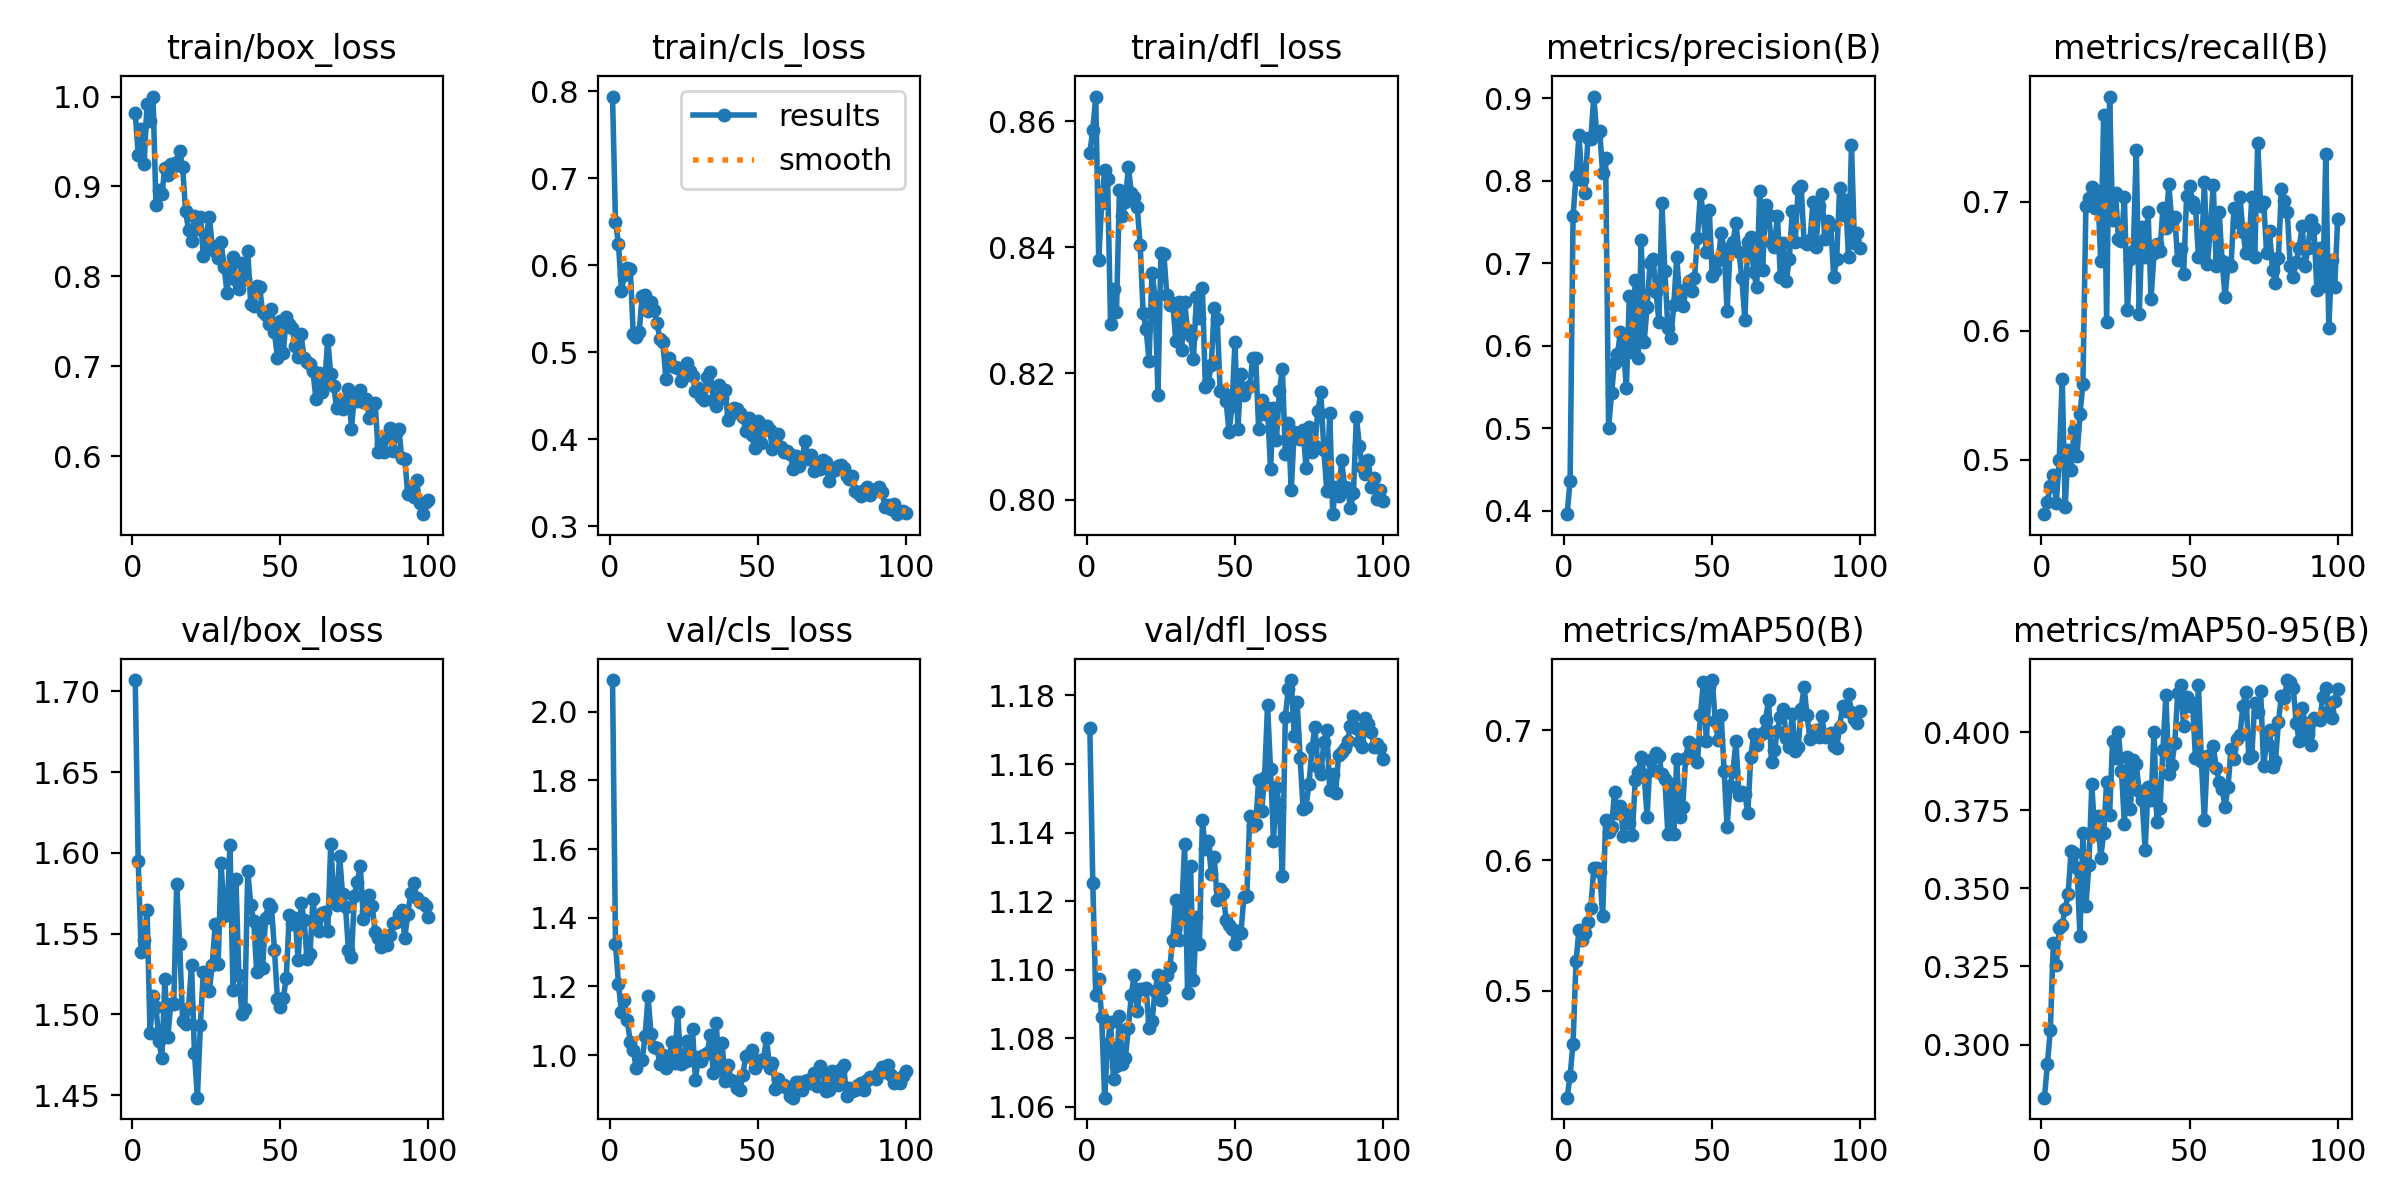 train/box_loss
train/cls_loss
train/dfl_loss
metrics/precision(B)
metrics/recall(B)
1.0
0.9
0.8
0.7
0.6
0 50 100
0.8
0.7
0.6
0.5
0.4
0.3
0 50 100
results
smooth
0.86
0.84
0.82
0.80
0 50 100
0.9
0.8
0.7
0.6
0.5
0.4
0 50 100
0.7
0.6
0.5
0 50 100
val/box_loss
val/cls_loss
val/dfl_loss
metrics/mAP50(B)
metrics/mAP50-95(B)
1.70
1.65
1.60
1.55
1.50
1.45
0 50 100
2.0
1.8
1.6
1.4
1.2
1.0
0 50 100
1.18
1.16
1.14
1.12
1.10
1.08
1.06
0 50 100
0.7
0.6
0.5
0 50 100
0.400
0.375
0.350
0.325
0.300
0 50 100